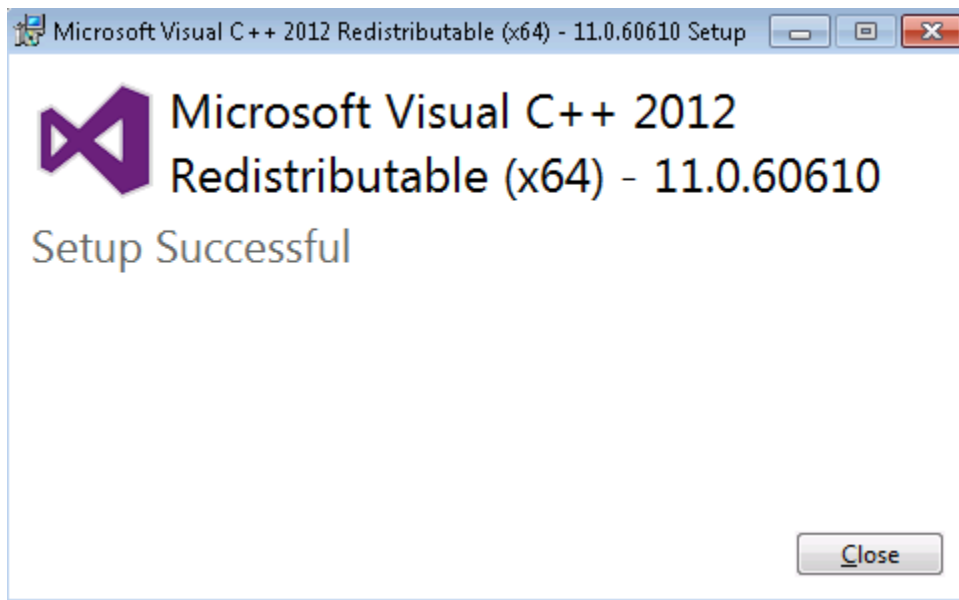 Microsoft Visual C++ 2012 Redistributable (x64) - 11.0.60610 Setup
Microsoft Visual C++ 2012
Redistributable (x64) - 11.0.60610
Setup Successful
Close